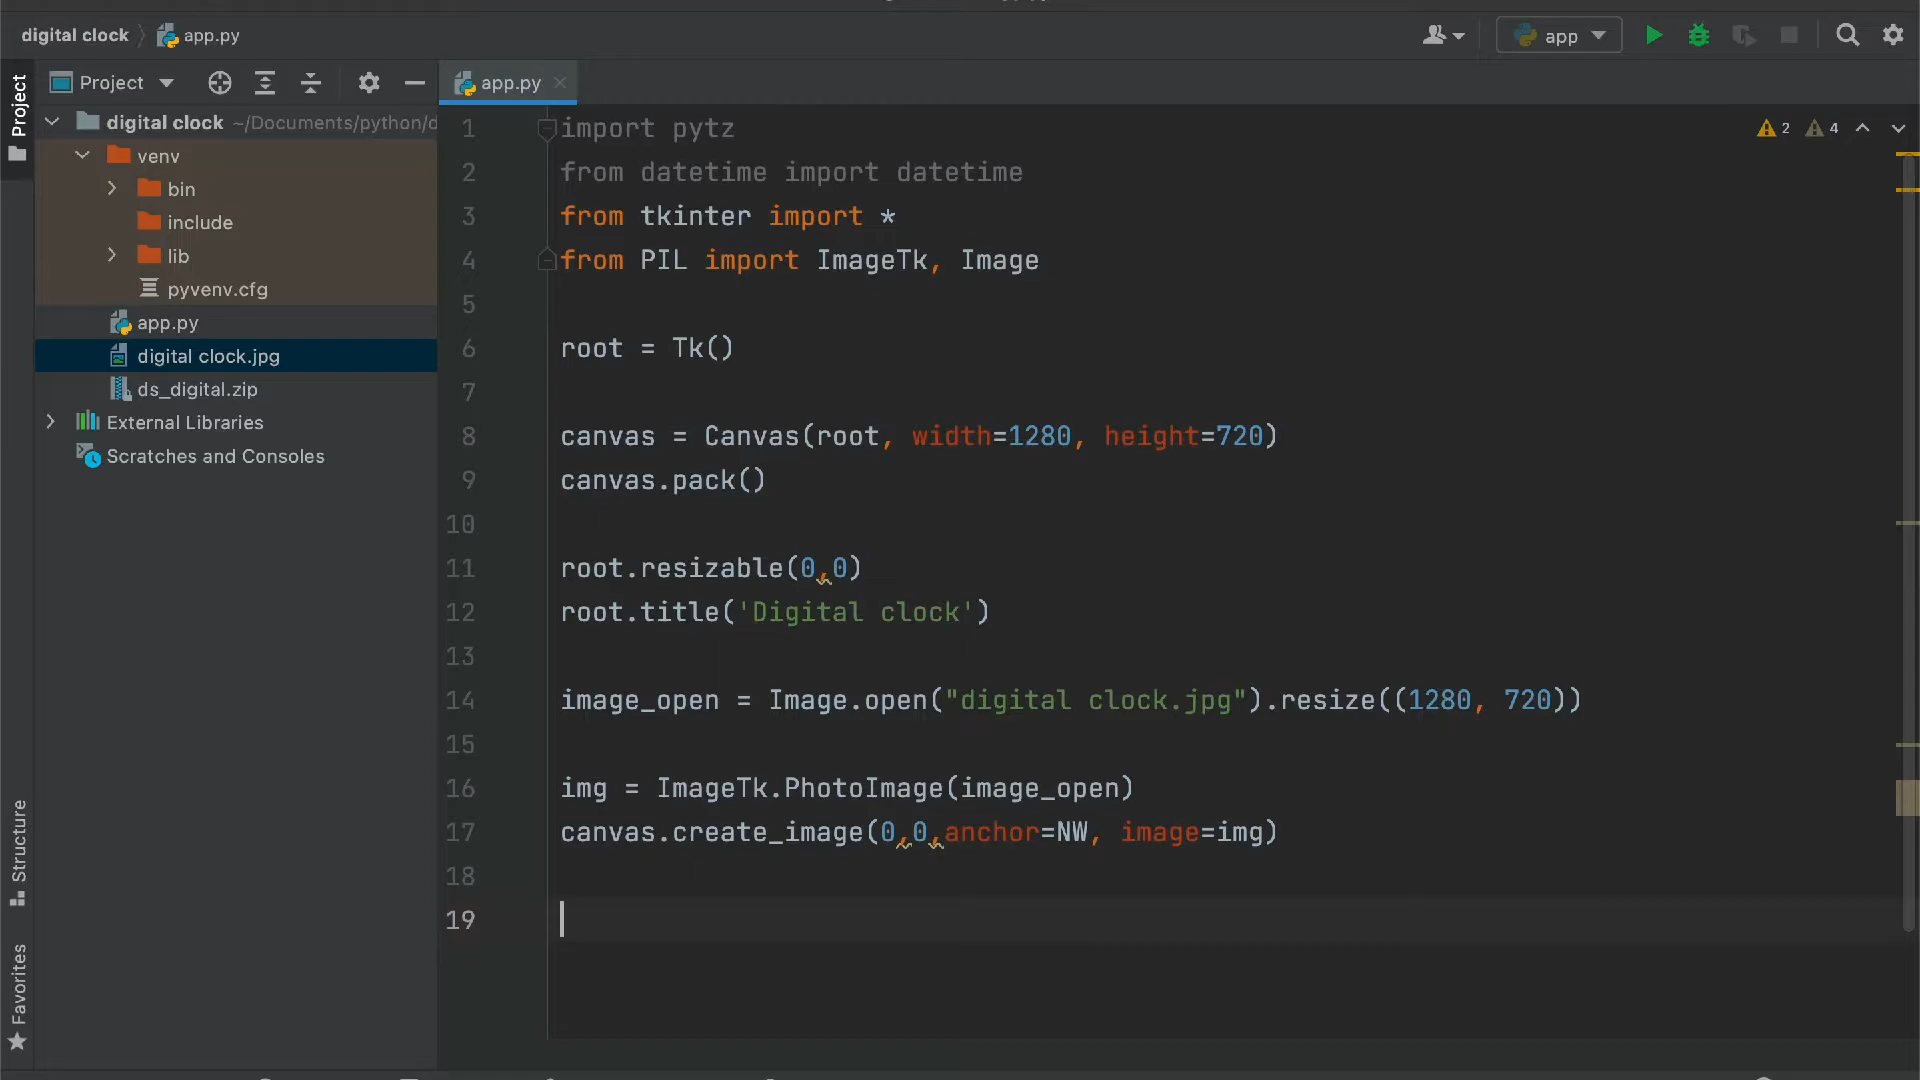 digital clock
app.py
app
Project
Project
app.py
digital clock ~/Documents/python/d
venv
bin
include
lib
pyvenv.cfg
app.py
digital clock.jpg
ds_digital.zip
External Libraries
Scratches and Consoles
Structure
Favorites
2
4
1 import pytz
2 from datetime import datetime
3 from tkinter import *
4 from PIL import ImageTk, Image
5
6 root = Tk()
7
8 canvas = Canvas(root, width=1280, height=720)
9 canvas.pack()
10
11 root.resizable(0,0)
12 root.title('Digital clock')
13
14 image_open = Image.open("digital clock.jpg").resize((1280, 720))
15
16 img = ImageTk.PhotoImage(image_open)
17 canvas.create_image(0,0,anchor=NW, image=img)
18
19